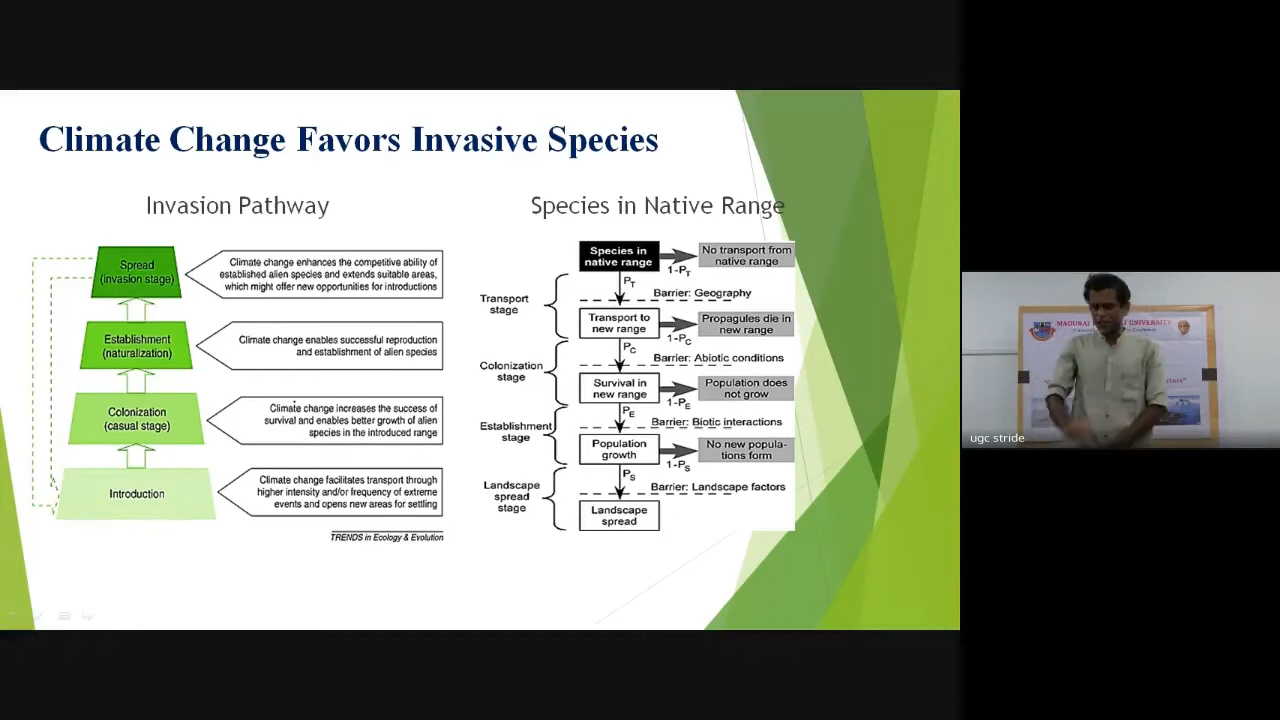 Climate Change Favors Invasive Species
Invasion Pathway
Spread
(invasion stage)
Climate change enhances the competitive ability of
established alien species and extends suitable areas,
which might offer new opportunities for introductions
Establishment
(naturalization)
Climate change enables successful reproduction
and establishment of alien species
Colonization
(casual stage)
Climate change increases the success of
survival and enables better growth of alien
species in the introduced range
Introduction
Climate change facilitates transport through
higher intensity and/or frequency of extreme
events and opens new areas for settling
TRENDS in Ecology & Evolution
Species in Native Range
Species in
native range
No transport from
native range
1-PT
PT
Barrier: Geography
Transport
stage
Transport to
new range
Propagules die in
new range
1-PC
PC
Barrier: Abiotic conditions
Colonization
stage
Survival in
new range
Population does
not grow
1-PE
PE
Barrier: Biotic interactions
Establishment
stage
Population
growth
No new popula-
tions form
1-PS
PS
Barrier: Landscape factors
Landscape
spread
stage
Landscape
spread
MADURAI UNIVERSITY
ugc stride